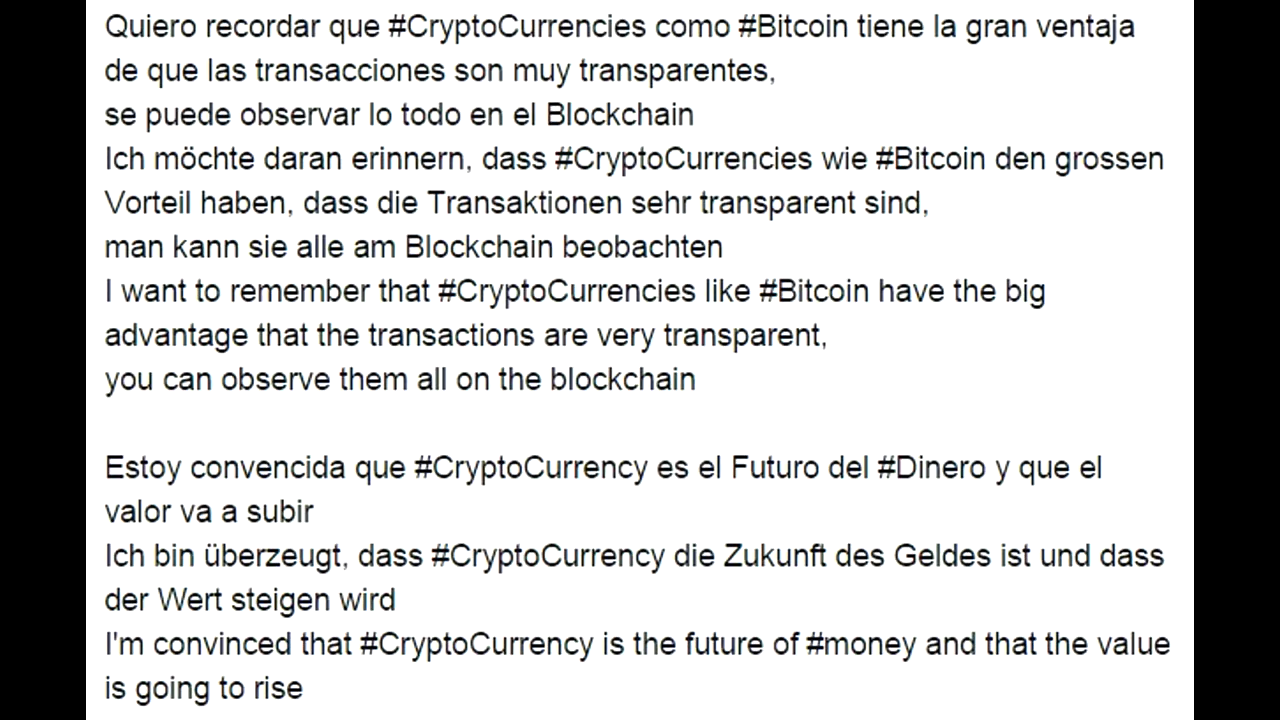 Quiero recordar que #CryptoCurrencies como #Bitcoin tiene la gran ventaja
de que las transacciones son muy transparentes,
se puede observar lo todo en el Blockchain
Ich möchte daran erinnern, dass #CryptoCurrencies wie #Bitcoin den grossen
Vorteil haben, dass die Transaktionen sehr transparent sind,
man kann sie alle am Blockchain beobachten
I want to remember that #CryptoCurrencies like #Bitcoin have the big
advantage that the transactions are very transparent,
you can observe them all on the blockchain
Estoy convencida que #CryptoCurrency es el Futuro del #Dinero y que el
valor va a subir
Ich bin überzeugt, dass #CryptoCurrency die Zukunft des Geldes ist und dass
der Wert steigen wird
I'm convinced that #CryptoCurrency is the future of #money and that the value
is going to rise